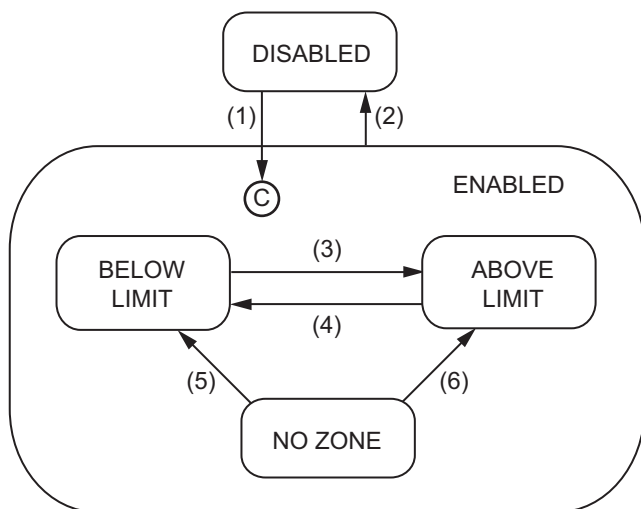 DISABLED
(1)
(2)
C
ENABLED
BELOW
LIMIT
(3)
ABOVE
LIMIT
(4)
(5)
(6)
NO ZONE